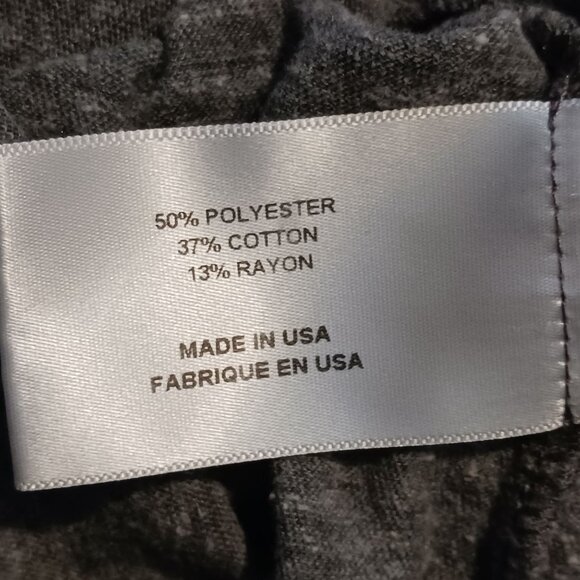 50% POLYESTER
37% COTTON
13% RAYON
MADE IN USA
FABRIQUE EN USA